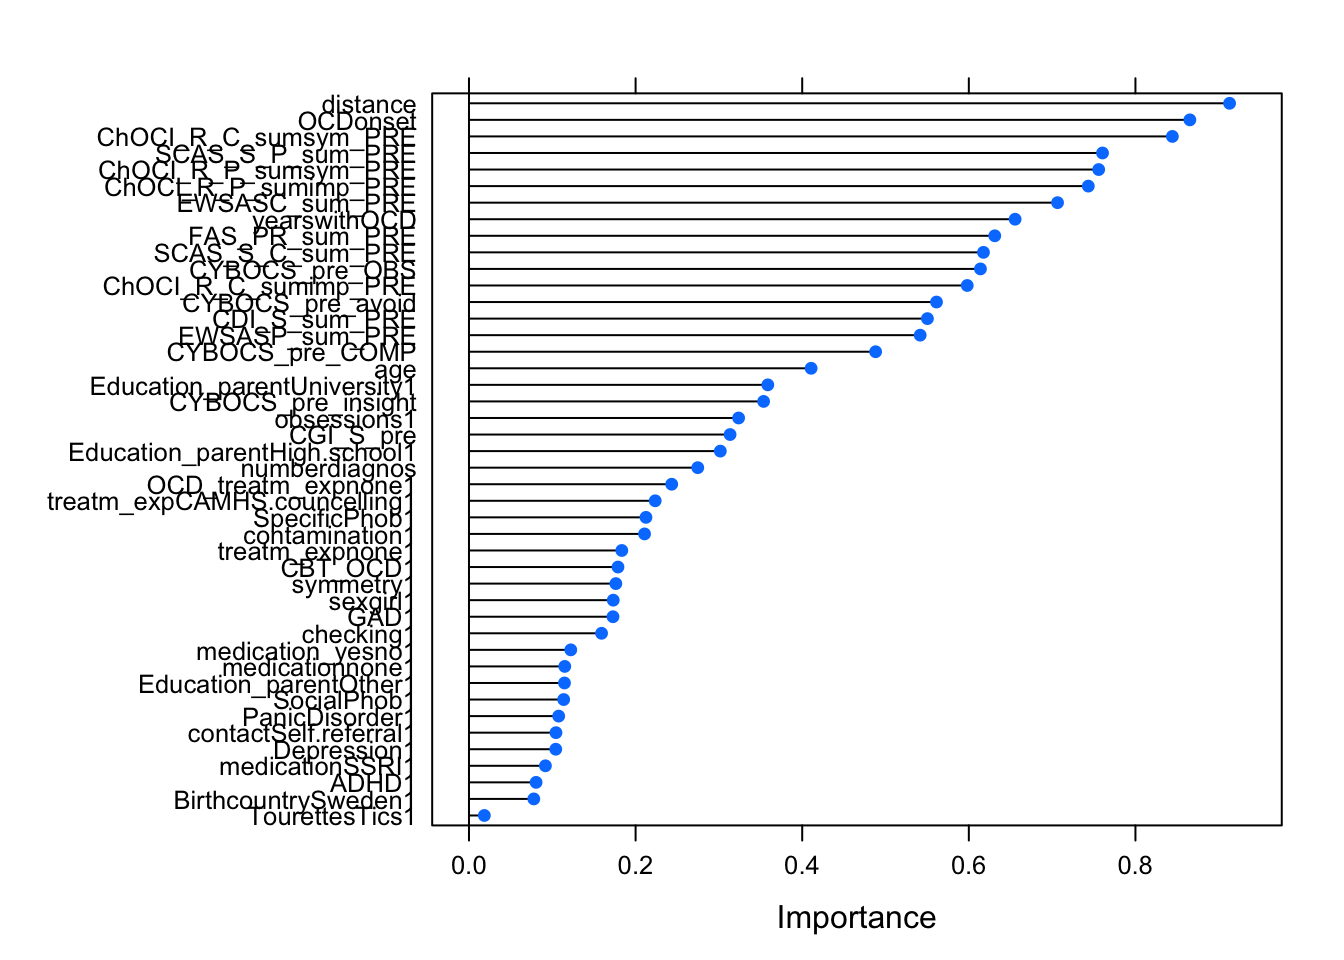 distance
OCDonset
ChOCI_R_C_sumsym_PRE
SCAS_S_P_sum_PRE
ChOCI_R_P_sumsym_PRE
ChOCI_R_P_sumimp_PRE
EWSASC_sum_PRE
yearswithOCD
FAS_PR_sum_PRE
SCAS_S_C_sum_PRE
CYBOCS_pre_OBS
ChOCI_R_C_sumimp_PRE
CYBOCS_pre_avoid
CDI_S_sum_PRE
EWSASP_sum_PRE
CYBOCS_pre_COMP
age
Education_parentUniversity1
CYBOCS_pre_insight
obsessions1
CGI_S_pre
Education_parentHigh.school1
numberdiagnos
OCD_treatm_expnone1
treatm_expCAMHS.councelling1
SpecificPhob1
contamination1
treatm_expnone1
CBT_OCD1
symmetry1
sexgirl1
GAD1
checking1
medication_yesno1
medicationnone1
Education_parentOther1
SocialPhob1
PanicDisorder1
contactSelf.referral1
Depression1
medicationSSRI1
ADHD1
BirthcountrySweden1
TourettesTics1
0.0 0.2 0.4 0.6 0.8
Importance